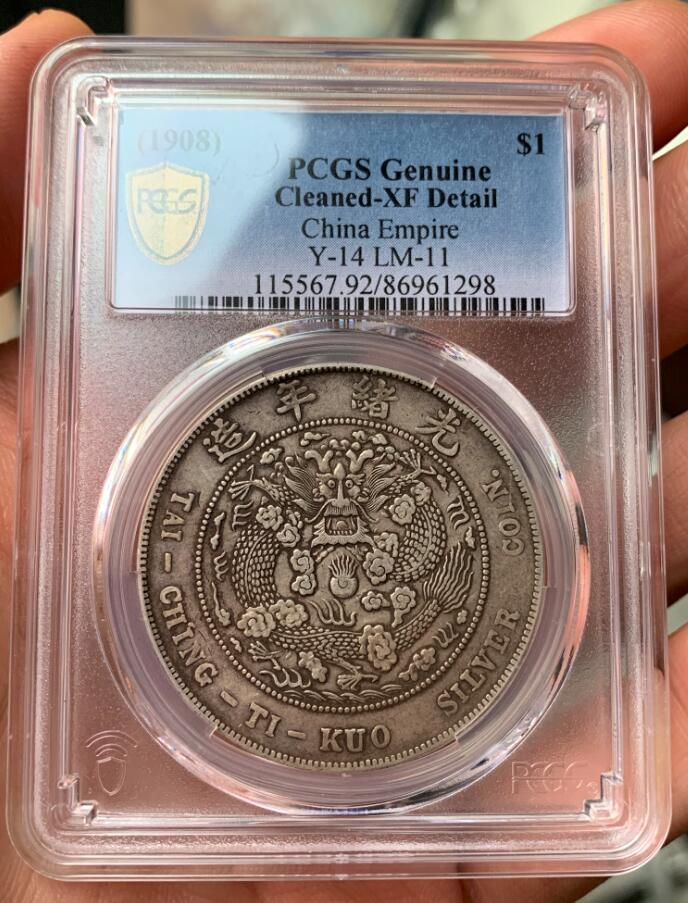 (1908)
$1
PCGS
PCGS Genuine
Cleaned-XF Detail
China Empire
Y-14 LM-11
115567.92/86961298
造年緒光
TAI-CHING-TI-KUO SILVER COIN.
PCGS